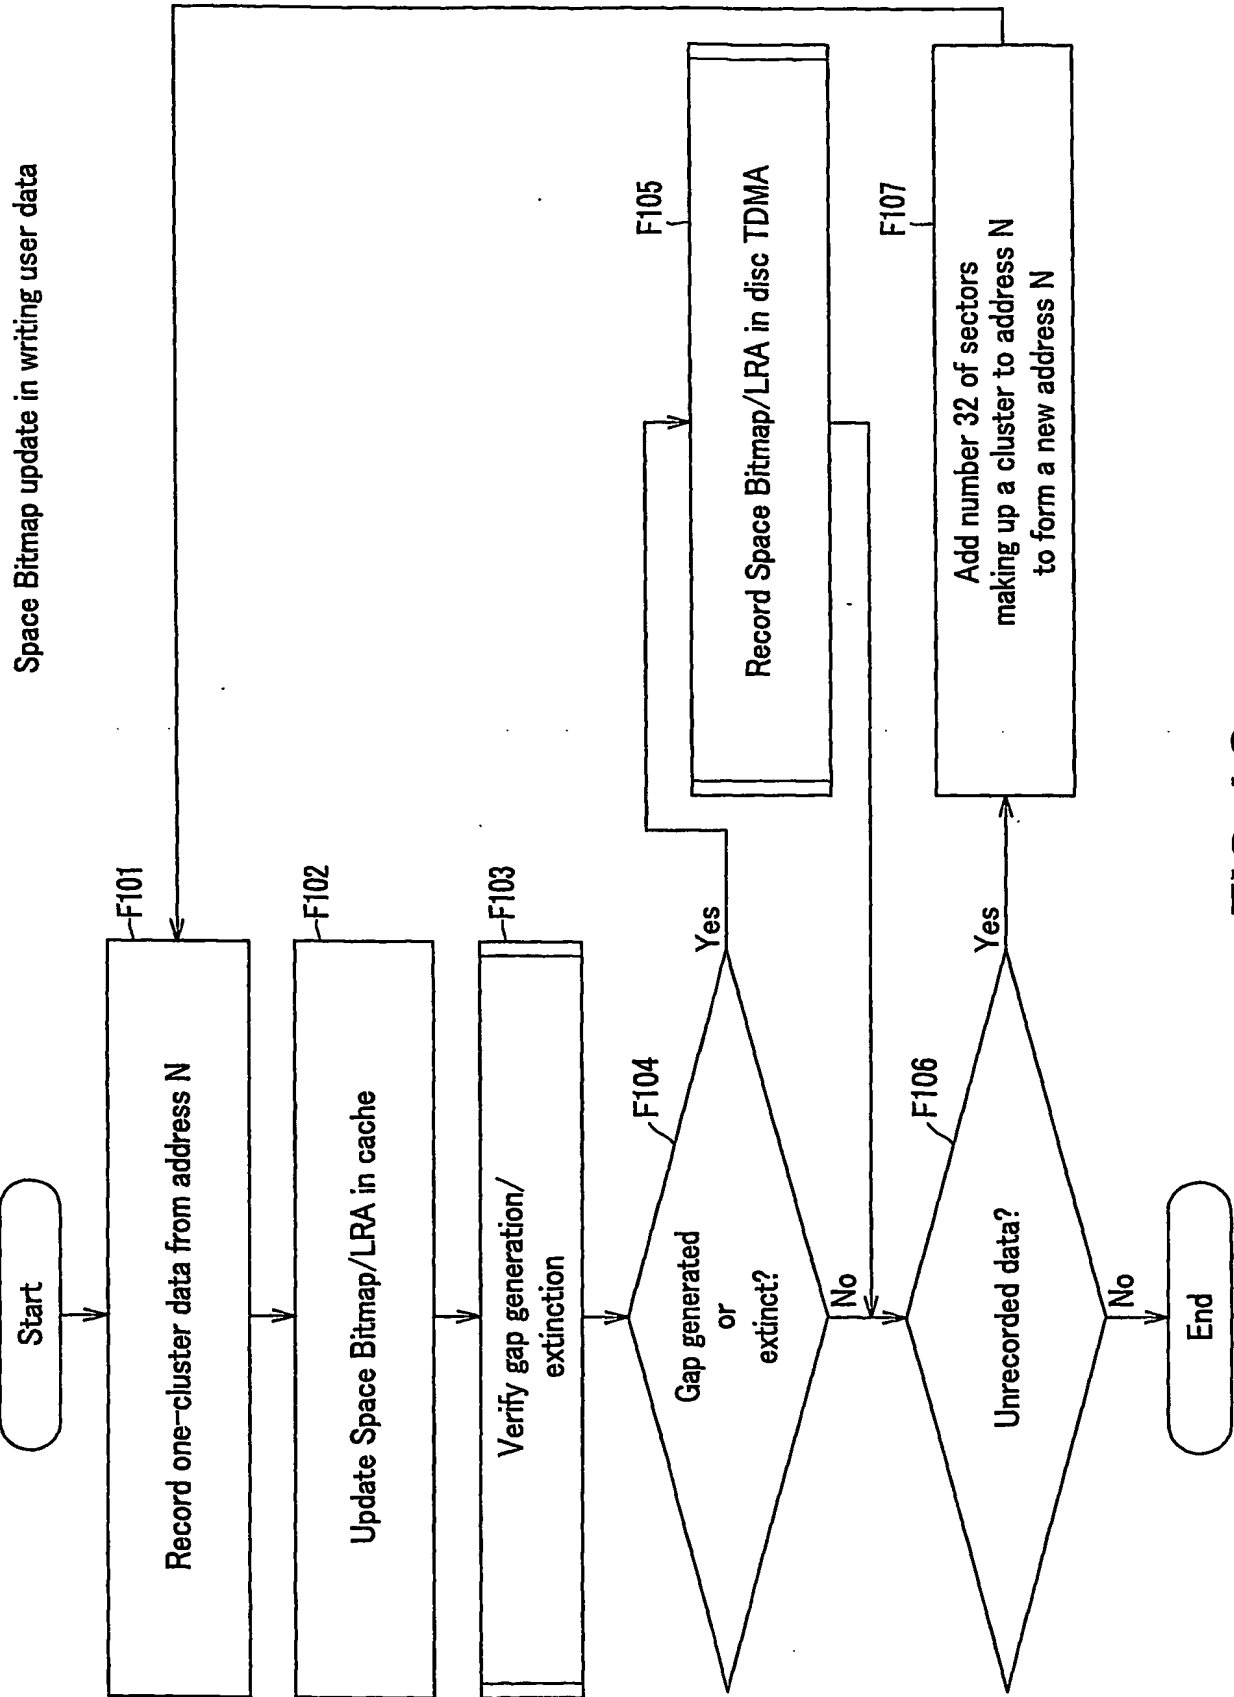 Space Bitmap update in writing user data
Start
F101
Record one-cluster data from address N
F102
Update Space Bitmap/LRA in cache
F103
Verify gap generation/
extinction
F104
Gap generated
or
extinct?
Yes
No
F105
Record Space Bitmap/LRA in disc TDMA
F106
Unrecorded data?
Yes
No
F107
Add number 32 of sectors
making up a cluster to address N
to form a new address N
End